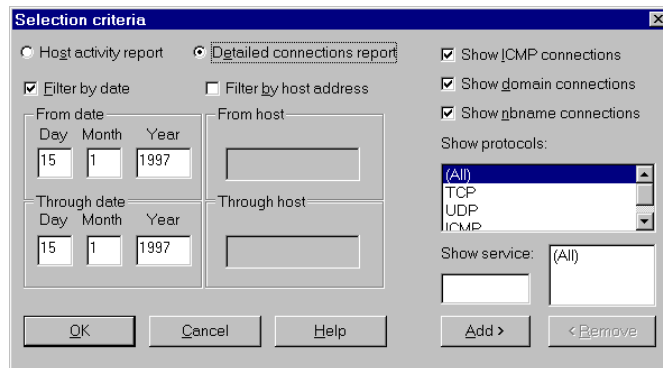 Selection criteria
Host activity report
Detailed connections report
Filter by date
Filter by host address
From date
Day Month Year
15 1 1997
From host
Through date
Day Month Year
15 1 1997
Through host
OK
Cancel
Help
Show ICMP connections
Show domain connections
Show nbname connections
Show protocols:
(All)
TCP
UDP
ICMP
Show service:
(All)
Add >
< Remove